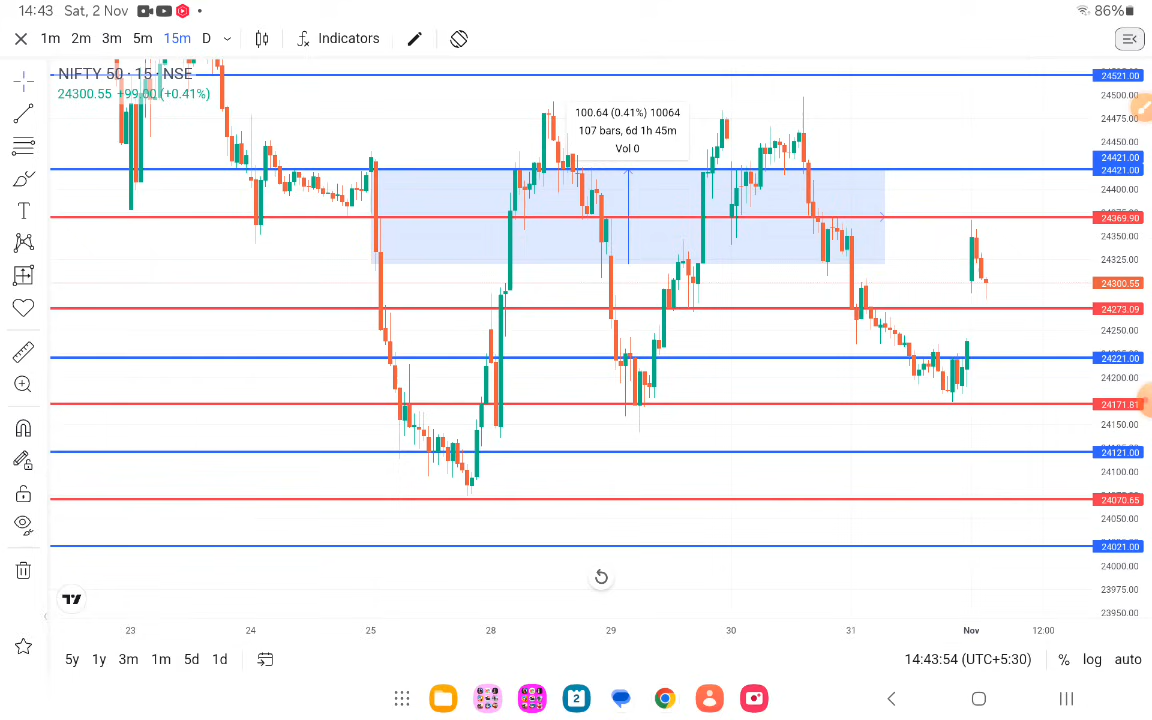 14:43 Sat, 2 Nov
86%
1m 2m 3m 5m 15m D Indicators
NIFTY 50 · 15 · NSE
24300.55 +99.00 (+0.41%)
100.64 (0.41%) 10064
107 bars, 6d 1h 45m
Vol 0
24521.00
24500.00
24475.00
24450.00
24421.00
24421.00
24400.00
24369.90
24350.00
24325.00
24300.55
24273.09
24250.00
24221.00
24200.00
24171.81
24150.00
24121.00
24100.00
24070.65
24050.00
24021.00
24000.00
23975.00
23950.00
23 24 25 28 29 30 31 Nov 12:00
5y 1y 3m 1m 5d 1d
14:43:54 (UTC+5:30) % log auto
2